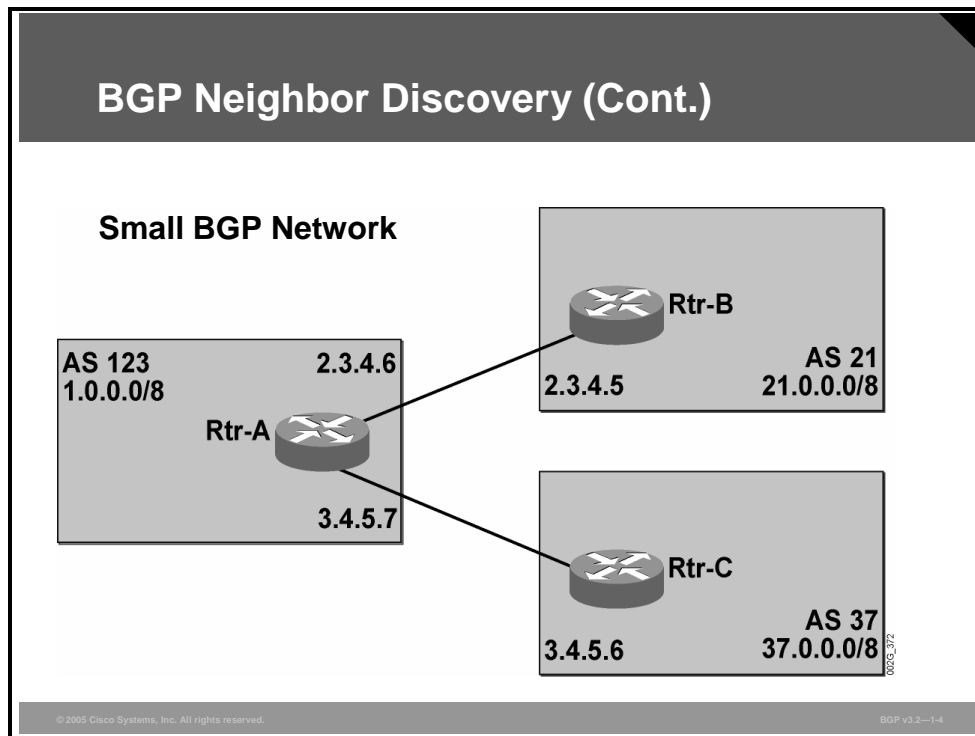 BGP Neighbor Discovery (Cont.)
Small BGP Network
AS 123
1.0.0.0/8
2.3.4.6
Rtr-A
3.4.5.7
Rtr-B
2.3.4.5
AS 21
21.0.0.0/8
Rtr-C
3.4.5.6
AS 37
37.0.0.0/8
002G_372
© 2005 Cisco Systems, Inc. All rights reserved.
BGP v3.2—1-4